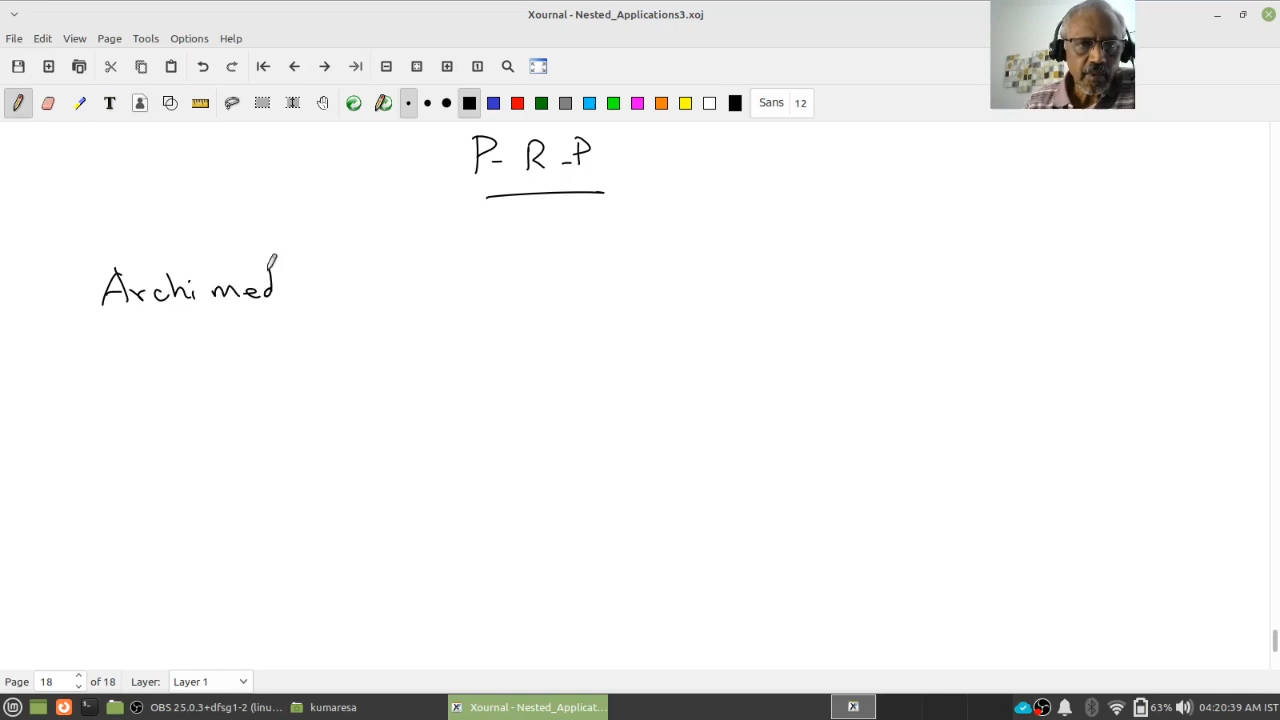 Xournal - Nested_Applications3.xoj
File Edit View Page Tools Options Help
Sans 12
P- R -P
Archimed
Page 18 of 18 Layer: Layer 1
OBS 25.0.3+dfsg1-2 (linu... kumaresa Xournal - Nested_Applicat... 63% 04:20:39 AM IST